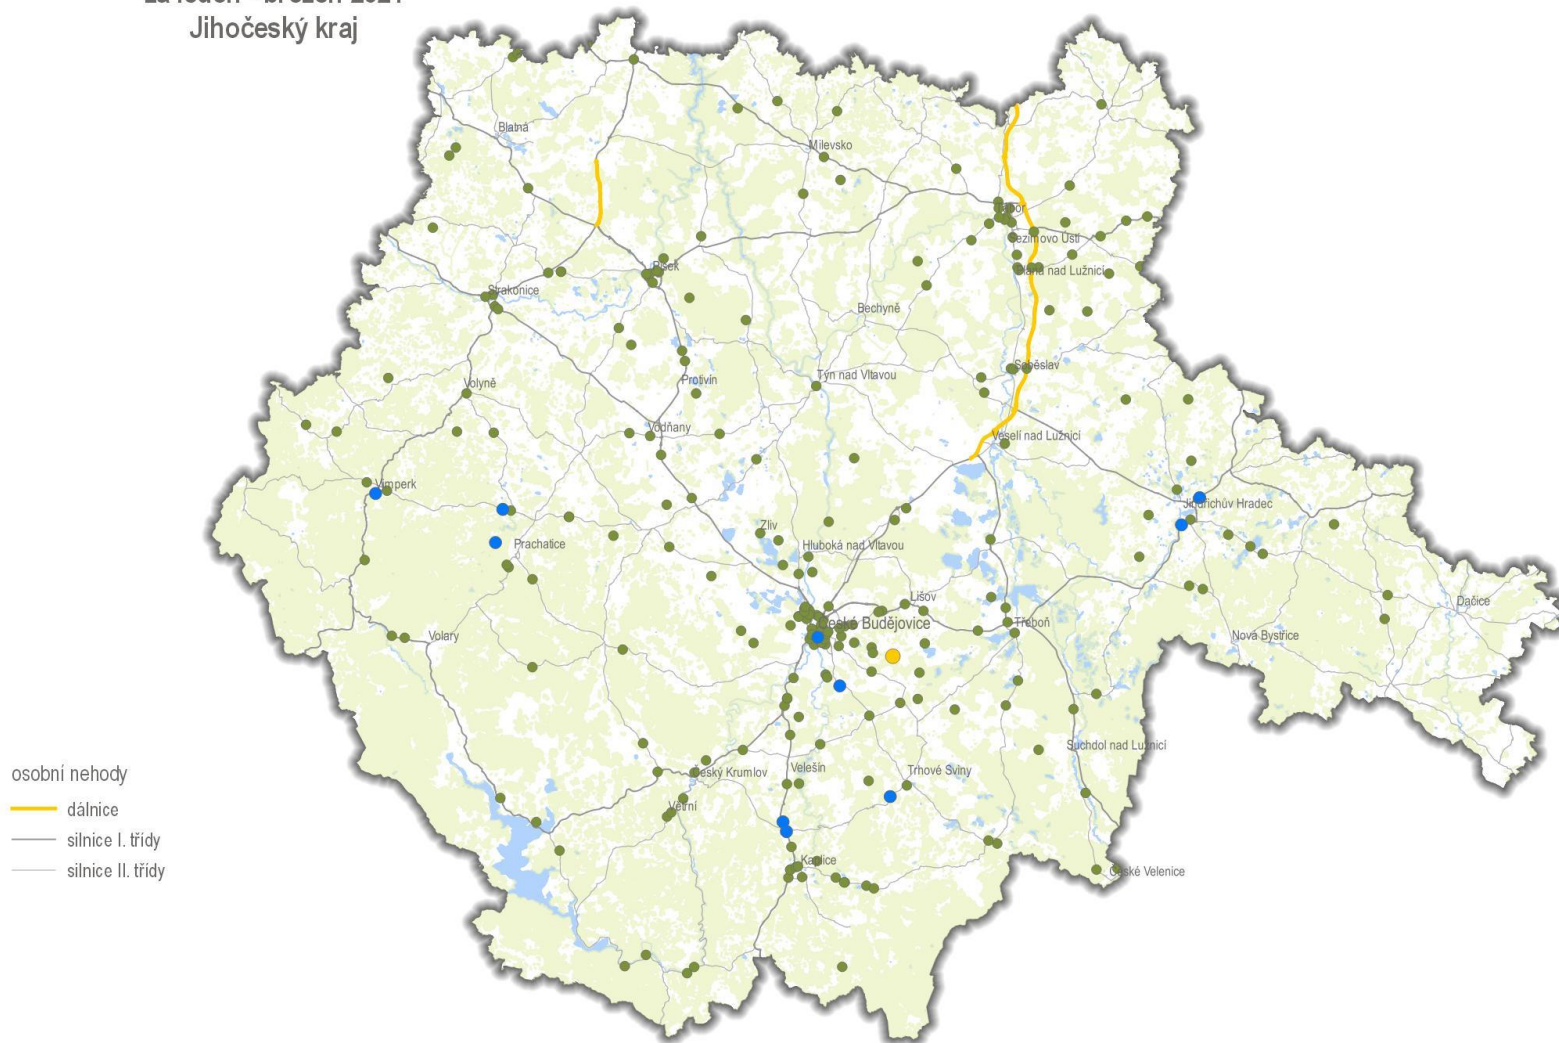 Jihočeský kraj
Blatná
Milevsko
Tábor
Sezimovo Ústí
Planá nad Lužnicí
Písek
Strakonice
Bechyně
Soběslav
Týn nad Vltavou
Protivín
Volyně
Vodňany
Veselí nad Lužnicí
Vimperk
Jindřichův Hradec
Zliv
Prachatice
Hluboká nad Vltavou
Lišov
Dačice
České Budějovice
Třeboň
Nová Bystřice
Volary
Suchdol nad Lužnicí
Český Krumlov
Velešín
Trhové Sviny
Větřní
Kaplice
České Velenice
osobní nehody
dálnice
silnice I. třídy
silnice II. třídy